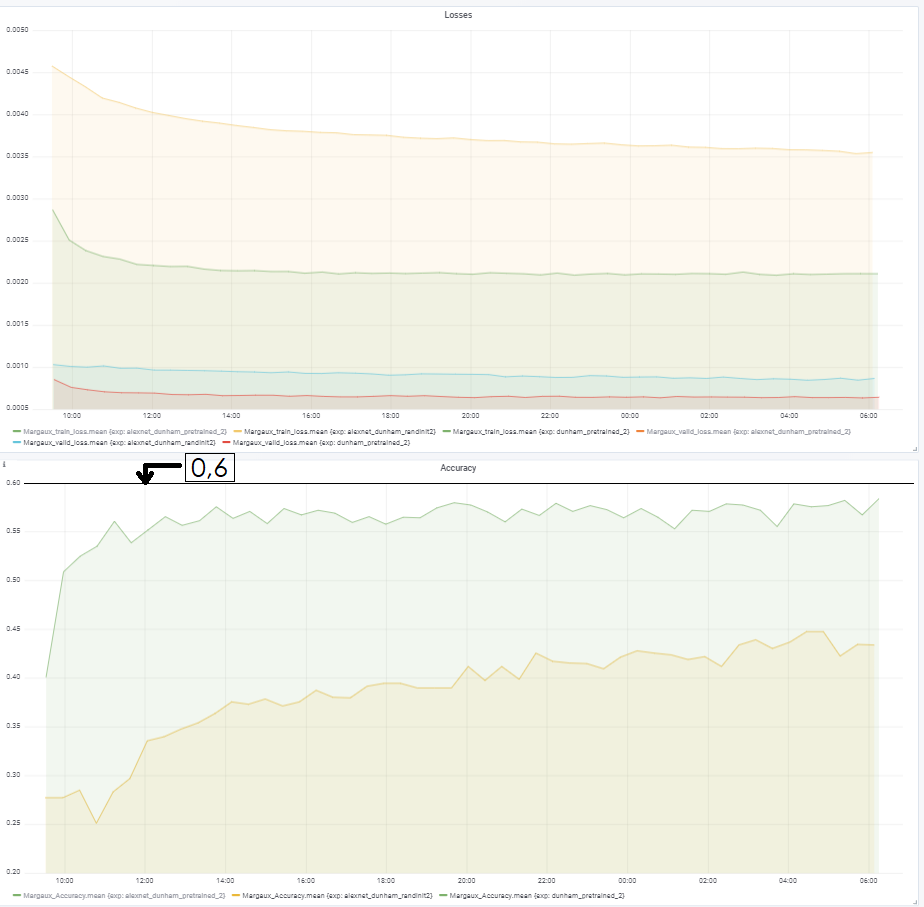 Losses
0.0050
0.0045
0.0040
0.0035
0.0030
0.0025
0.0020
0.0015
0.0010
0.0005
10:00 12:00 14:00 16:00 18:00 20:00 22:00 00:00 02:00 04:00 06:00
Margaux_train_loss.mean {exp: alexnet_dunham_pretrained_2} Margaux_train_loss.mean {exp: alexnet_dunham_randinit2} Margaux_train_loss.mean {exp: dunham_pretrained_2} Margaux_valid_loss.mean {exp: alexnet_dunham_pretrained_2}
Margaux_valid_loss.mean {exp: alexnet_dunham_randinit2} Margaux_valid_loss.mean {exp: dunham_pretrained_2}
i
Accuracy
0,6
0.60
0.55
0.50
0.45
0.40
0.35
0.30
0.25
0.20
10:00 12:00 14:00 16:00 18:00 20:00 22:00 00:00 02:00 04:00 06:00
Margaux_Accuracy.mean {exp: alexnet_dunham_pretrained_2} Margaux_Accuracy.mean {exp: alexnet_dunham_randinit2} Margaux_Accuracy.mean {exp: dunham_pretrained_2}